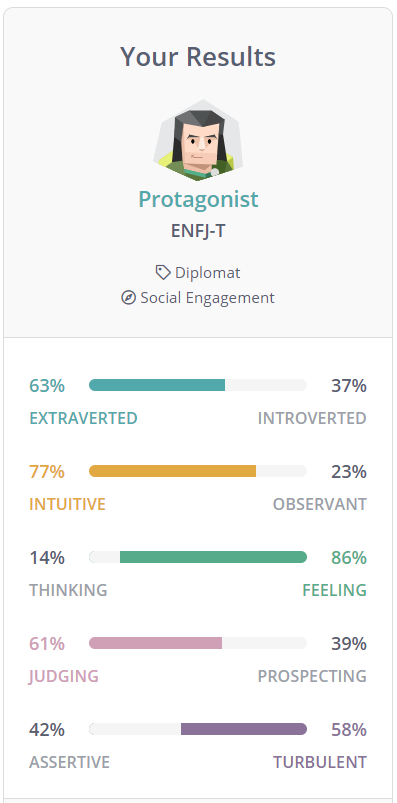 Your Results
Protagonist
ENFJ-T
Diplomat
Social Engagement
63% 37%
EXTRAVERTED INTROVERTED
77% 23%
INTUITIVE OBSERVANT
14% 86%
THINKING FEELING
61% 39%
JUDGING PROSPECTING
42% 58%
ASSERTIVE TURBULENT